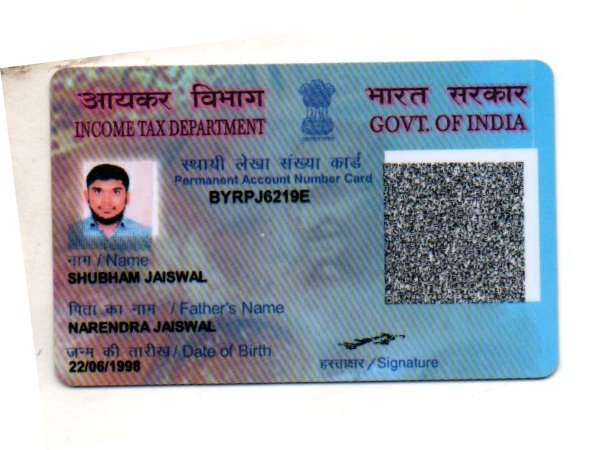 आयकर विभाग
INCOME TAX DEPARTMENT
भारत सरकार
GOVT. OF INDIA
स्थायी लेखा संख्या कार्ड
Permanent Account Number Card
BYRPJ6219E
नाम / Name
SHUBHAM JAISWAL
पिता का नाम / Father's Name
NARENDRA JAISWAL
जन्म की तारीख / Date of Birth
22/06/1998
हस्ताक्षर / Signature